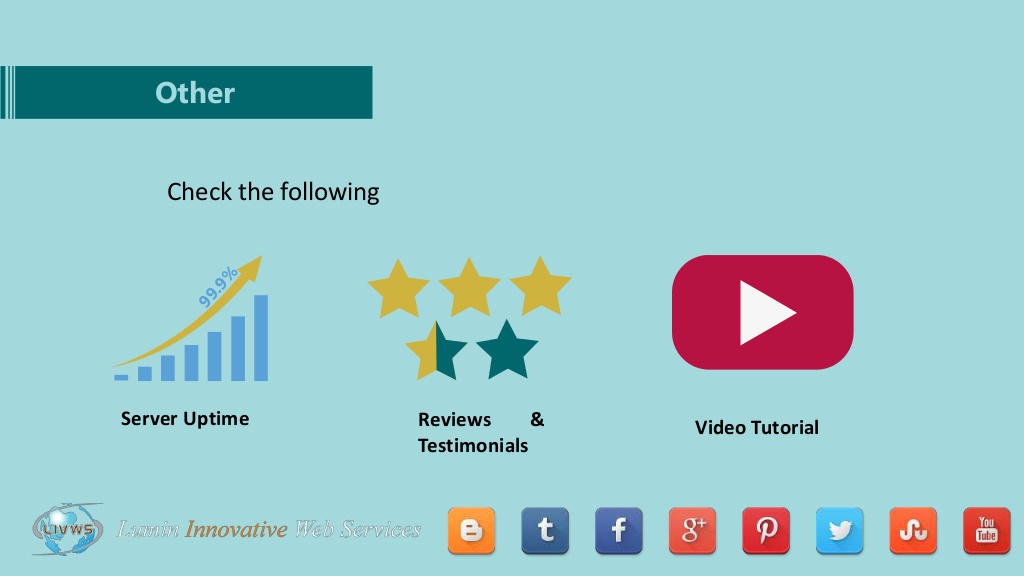 Other
Check the following
99.9%
Server Uptime
Reviews &
Testimonials
Video Tutorial
LIVWS
Lumin Innovative Web Services
t
f
g+
You
Tube